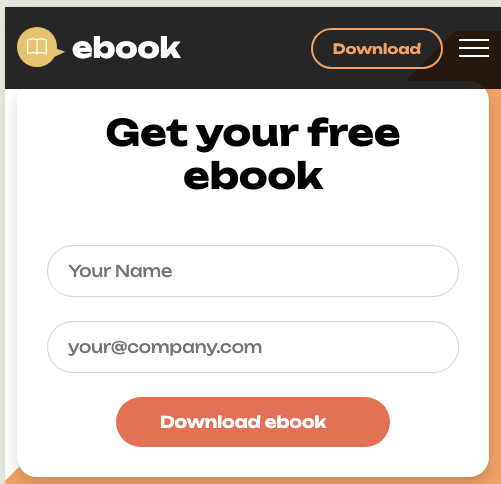 ebook
Download
Get your free
ebook
Your Name
your@company.com
Download ebook